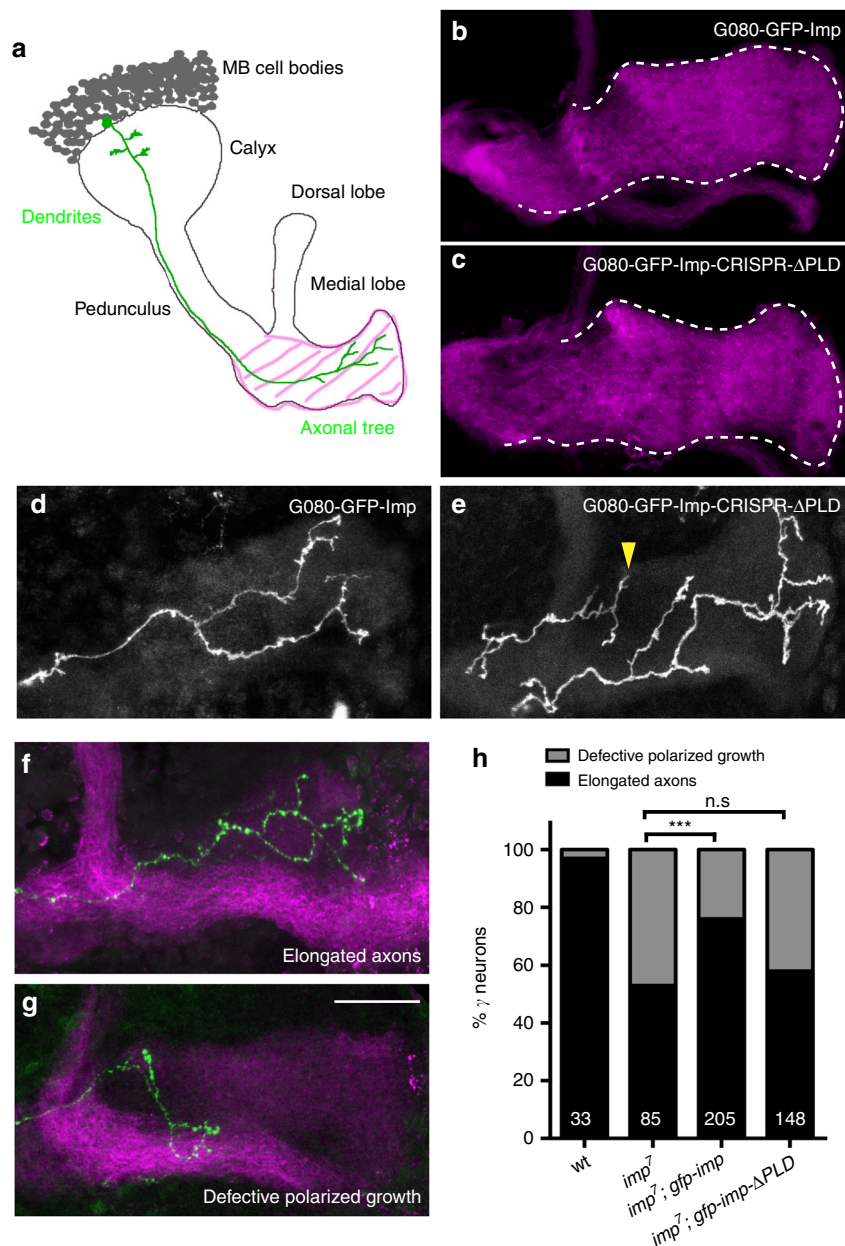 a
MB cell bodies
Calyx
Dendrites
Dorsal lobe
Medial lobe
Pedunculus
Axonal tree
b
G080-GFP-Imp
c
G080-GFP-Imp-CRISPR-ΔPLD
d
G080-GFP-Imp
e
G080-GFP-Imp-CRISPR-ΔPLD
f
Elongated axons
g
Defective polarized growth
h
Defective polarized growth
Elongated axons
n.s
***
100
80
60
40
20
0
% γ neurons
33
85
205
148
wt
imp⁷
imp⁷; gfp-imp
imp⁷; gfp-imp-ΔPLD